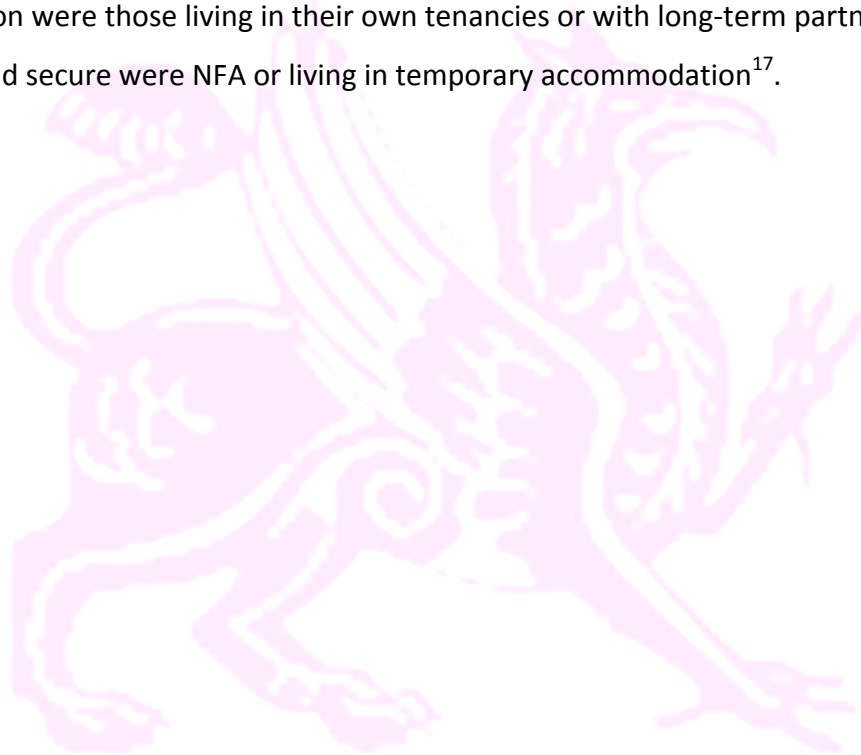 on were those living in their own tenancies or with long-term partn
d secure were NFA or living in temporary accommodation17.